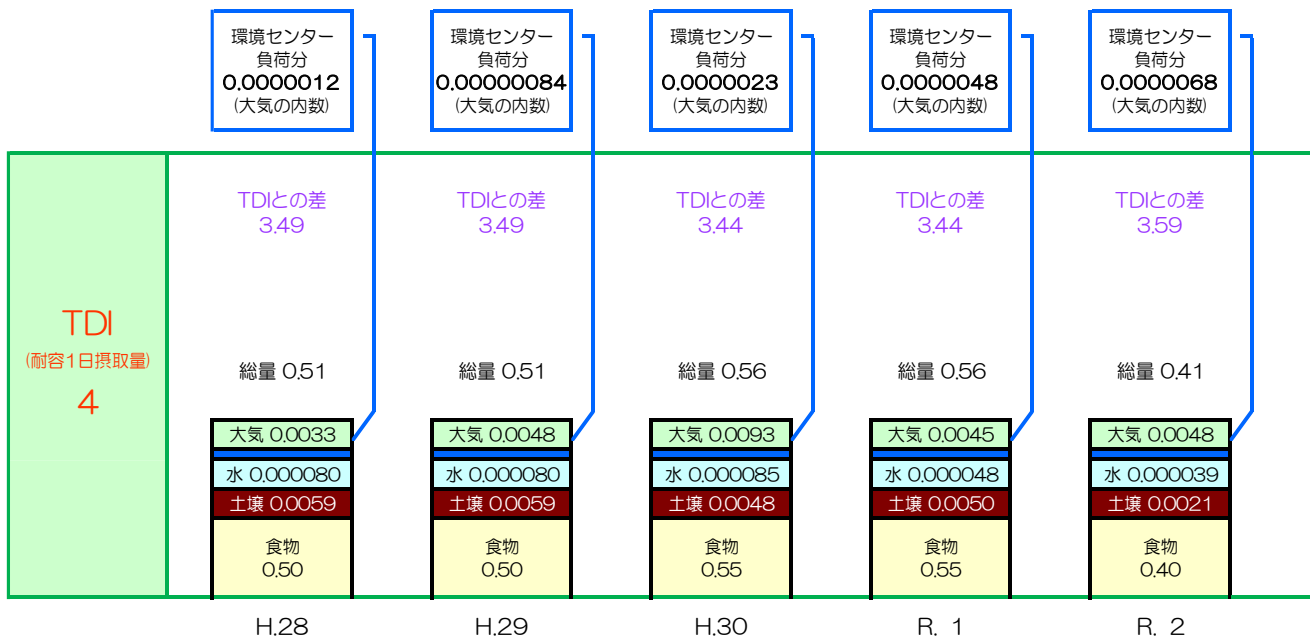 環境センター
負荷分
0.0000012
(大気の内数)
環境センター
負荷分
0.00000084
(大気の内数)
環境センター
負荷分
0.0000023
(大気の内数)
環境センター
負荷分
0.0000048
(大気の内数)
環境センター
負荷分
0.0000068
(大気の内数)
TDI
(耐容1日摂取量)
4
TDIとの差
3.49
総量 0.51
大気 0.0033
水 0.000080
土壌 0.0059
食物
0.50
H.28
TDIとの差
3.49
総量 0.51
大気 0.0048
水 0.000080
土壌 0.0059
食物
0.50
H.29
TDIとの差
3.44
総量 0.56
大気 0.0093
水 0.000085
土壌 0.0048
食物
0.55
H.30
TDIとの差
3.44
総量 0.56
大気 0.0045
水 0.000048
土壌 0.0050
食物
0.55
R. 1
TDIとの差
3.59
総量 0.41
大気 0.0048
水 0.000039
土壌 0.0021
食物
0.40
R. 2